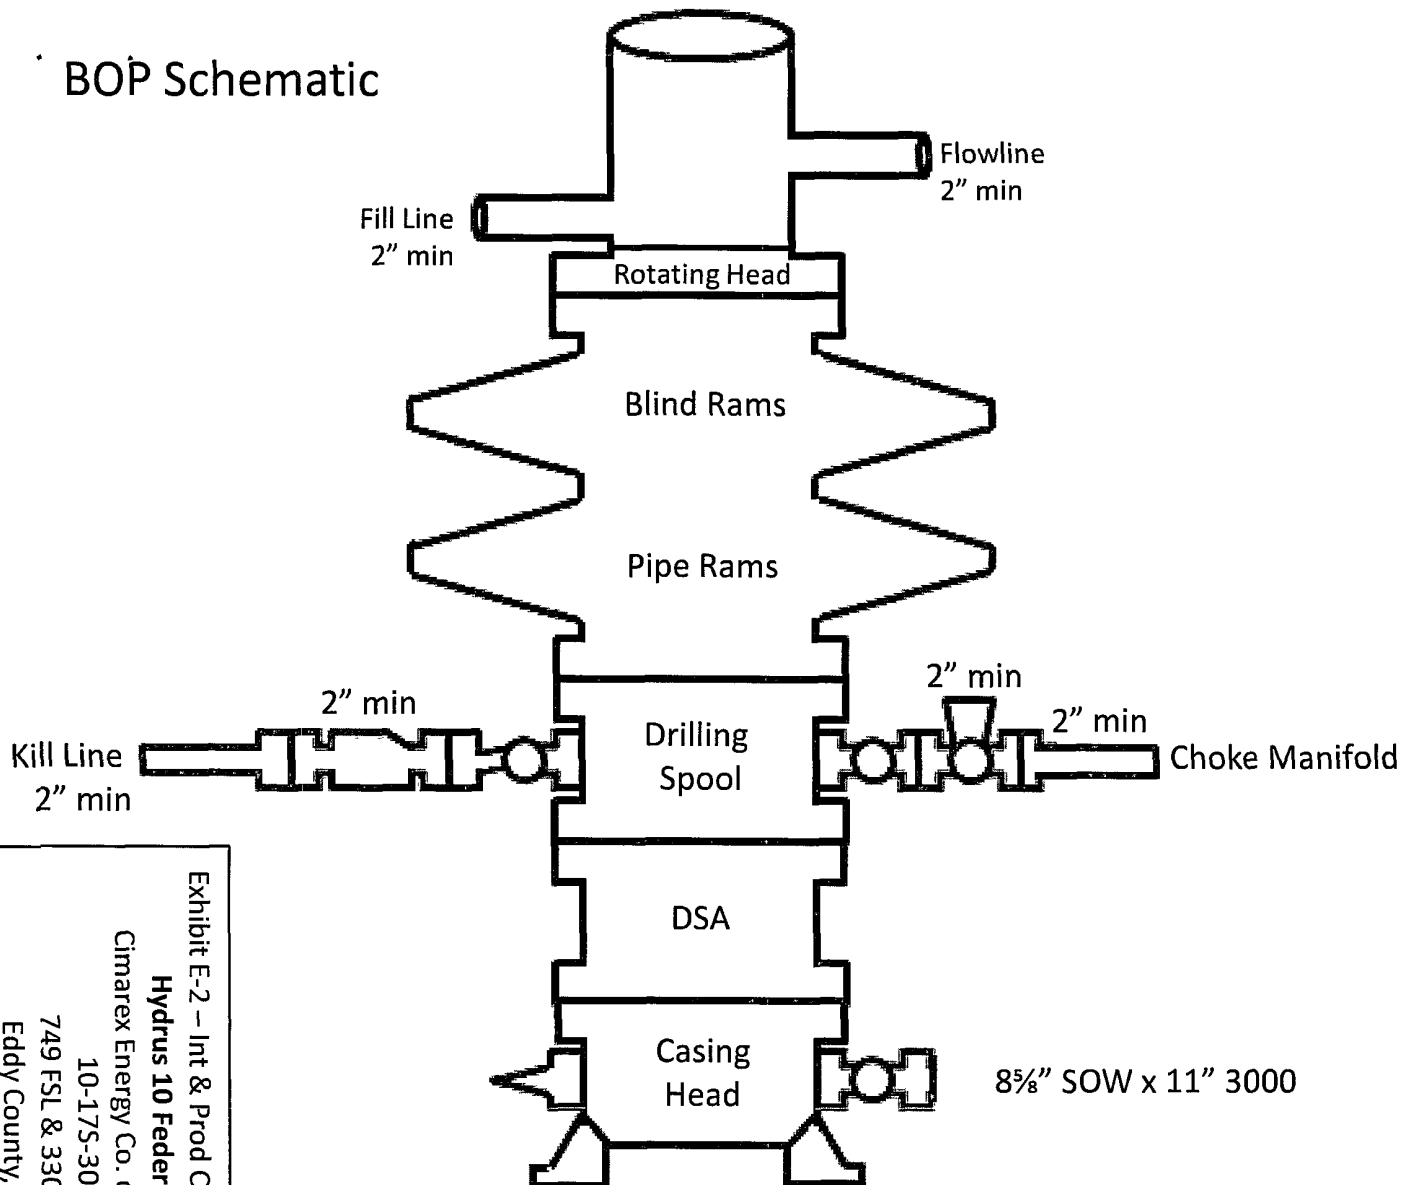 BOP Schematic
Flowline
2” min
Fill Line
2” min
Rotating Head
Blind Rams
Pipe Rams
2” min
2” min
2” min
Drilling
Spool
Kill Line
2” min
Choke Manifold
DSA
Casing
Head
8⅝” SOW x 11” 3000
Exhibit E-2 – Int & Prod
Hydrus 10
Cimarex Energy Co.
10-17S-30
749 FSL & 330
Eddy County,